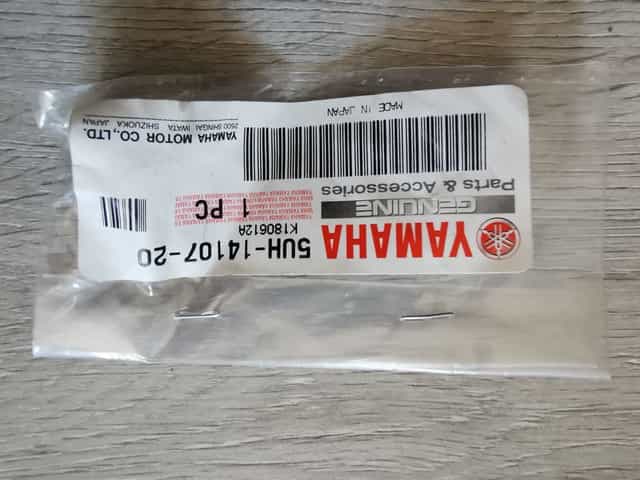 YAMAHA
GENUINE
Parts & Accessories
5UH-14107-20
K180612A
1 PC
MADE IN JAPAN
YAMAHA MOTOR CO.,LTD.
2500 SHINGAI IWATA SHIZUOKA JAPAN